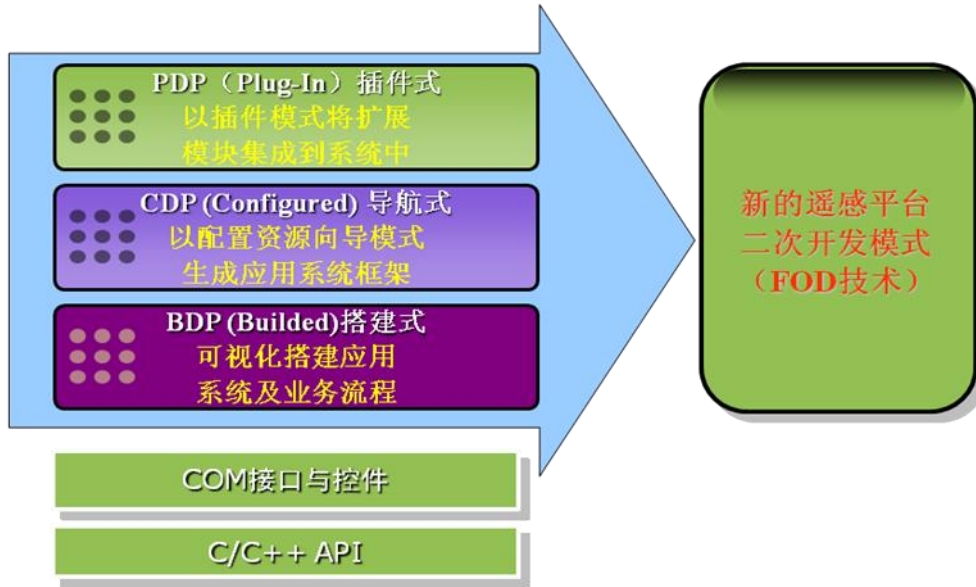 PDP（Plug-In）插件式
以插件模式将扩展
模块集成到系统中
CDP (Configured) 导航式
以配置资源向导模式
生成应用系统框架
BDP (Builded)搭建式
可视化搭建应用
系统及业务流程
COM接口与控件
C/C++ API
新的遥感平台
二次开发模式
（FOD技术）